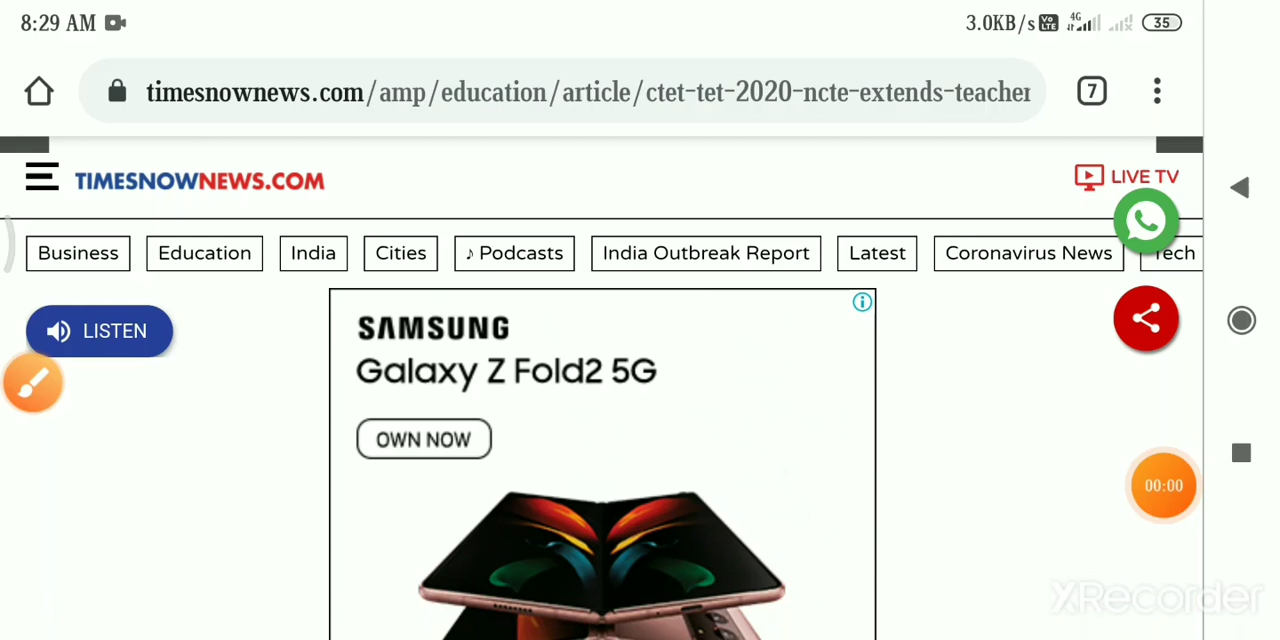 8:29 AM 3.0KB/s Vo LTE 4G 35
timesnownews.com/amp/education/article/ctet-tet-2020-ncte-extends-teacher 7
TIMESNOWNEWS.COM LIVE TV
Business Education India Cities ♪ Podcasts India Outbreak Report Latest Coronavirus News Tech
LISTEN
SAMSUNG
Galaxy Z Fold2 5G
OWN NOW
00:00
XRecorder